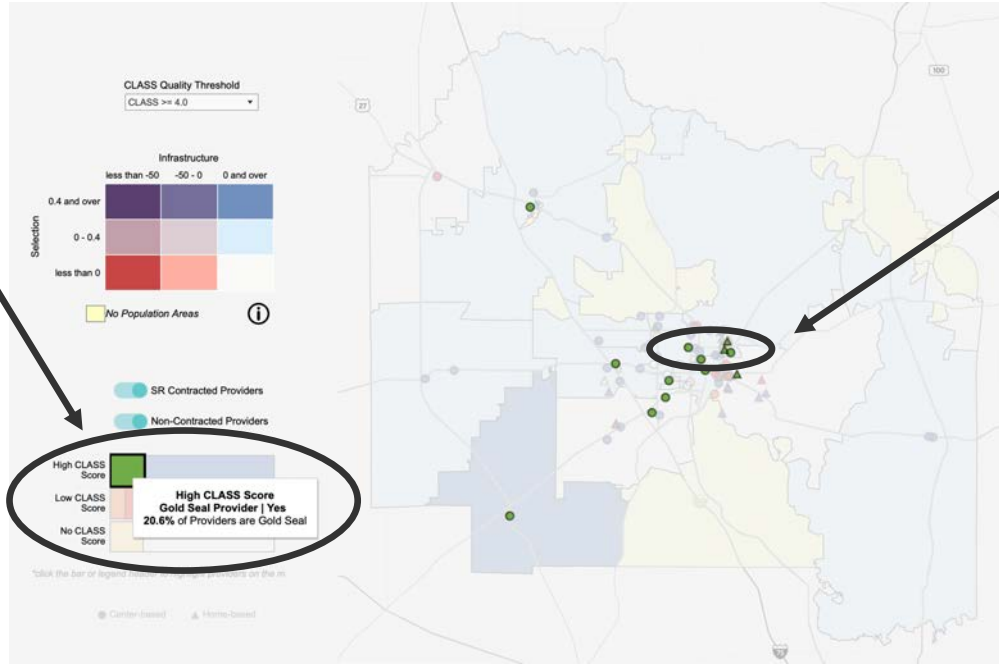 CLASS Quality Threshold
CLASS >= 4.0
Infrastructure
less than -50 -50 - 0 0 and over
Selection
0.4 and over
0 - 0.4
less than 0
No Population Areas
SR Contracted Providers
Non-Contracted Providers
High CLASS
Score
Low CLASS
Score
No CLASS
Score
High CLASS Score
Gold Seal Provider | Yes
20.6% of Providers are Gold Seal
*click the bar or legend header to highlight providers on the m
Center-based Home-based
27
100
75